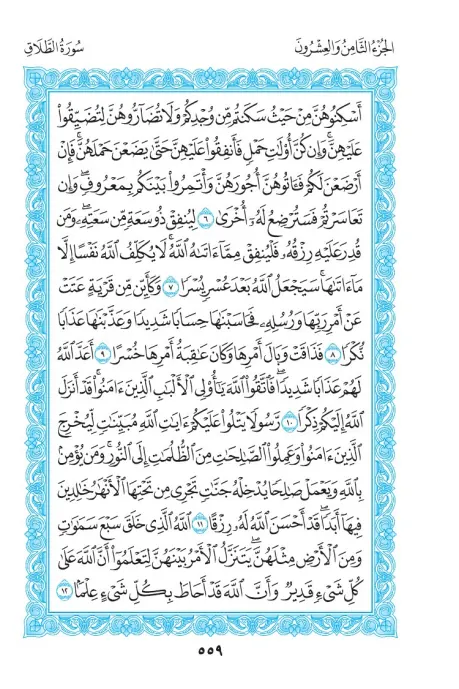 الجُزْءُ الثَّامِنُ وَالعِشْرُونَ
سُورَةُ الطَّلَاقِ
أَسْكِنُوهُنَّ مِنْ حَيْثُ سَكَنتُم مِّن وُجْدِكُمْ وَلَا تُضَآرُّوهُنَّ لِتُضَيِّقُوا۟
عَلَيْهِنَّ ۚ وَإِن كُنَّ أُو۟لَٰتِ حَمْلٍ فَأَنفِقُوا۟ عَلَيْهِنَّ حَتَّىٰ يَضَعْنَ حَمْلَهُنَّ ۚ فَإِنْ
أَرْضَعْنَ لَكُمْ فَـَٔاتُوهُنَّ أُجُورَهُنَّ ۖ وَأْتَمِرُوا۟ بَيْنَكُم بِمَعْرُوفٍ ۖ وَإِن
تَعَاسَرْتُمْ فَسَتُرْضِعُ لَهُۥٓ أُخْرَىٰ ٦ لِيُنفِقْ ذُو سَعَةٍ مِّن سَعَتِهِۦ ۖ وَمَن
قُدِرَ عَلَيْهِ رِزْقُهُۥ فَلْيُنفِقْ مِمَّآ ءَاتَىٰهُ ٱللَّهُ ۚ لَا يُكَلِّفُ ٱللَّهُ نَفْسًا إِلَّا
مَآ ءَاتَىٰهَا ۚ سَيَجْعَلُ ٱللَّهُ بَعْدَ عُسْرٍ يُسْرًا ٧ وَكَأَيِّن مِّن قَرْيَةٍ عَتَتْ
عَنْ أَمْرِ رَبِّهَا وَرُسُلِهِۦ فَحَاسَبْنَٰهَا حِسَابًا شَدِيدًا وَعَذَّبْنَٰهَا عَذَابًا
نُّكْرًا ٨ فَذَاقَتْ وَبَالَ أَمْرِهَا وَكَانَ عَٰقِبَةُ أَمْرِهَا خُسْرًا ٩ أَعَدَّ ٱللَّهُ
لَهُمْ عَذَابًا شَدِيدًا ۖ فَٱتَّقُوا۟ ٱللَّهَ يَٰٓأُو۟لِى ٱلْأَلْبَٰبِ ٱلَّذِينَ ءَامَنُوا۟ ۚ قَدْ أَنزَلَ
ٱللَّهُ إِلَيْكُمْ ذِكْرًا ١٠ رَّسُولًا يَتْلُوا۟ عَلَيْكُمْ ءَايَٰتِ ٱللَّهِ مُبَيِّنَٰتٍ لِّيُخْرِجَ
ٱلَّذِينَ ءَامَنُوا۟ وَعَمِلُوا۟ ٱلصَّٰلِحَٰتِ مِنَ ٱلظُّلُمَٰتِ إِلَى ٱلنُّورِ ۚ وَمَن يُؤْمِنۢ
بِٱللَّهِ وَيَعْمَلْ صَٰلِحًا يُدْخِلْهُ جَنَّٰتٍ تَجْرِى مِن تَحْتِهَا ٱلْأَنْهَٰرُ خَٰلِدِينَ
فِيهَآ أَبَدًا ۖ قَدْ أَحْسَنَ ٱللَّهُ لَهُۥ رِزْقًا ١١ ٱللَّهُ ٱلَّذِى خَلَقَ سَبْعَ سَمَٰوَٰتٍ
وَمِنَ ٱلْأَرْضِ مِثْلَهُنَّ يَتَنَزَّلُ ٱلْأَمْرُ بَيْنَهُنَّ لِتَعْلَمُوٓا۟ أَنَّ ٱللَّهَ عَلَىٰ
كُلِّ شَىْءٍ قَدِيرٌ وَأَنَّ ٱللَّهَ قَدْ أَحَاطَ بِكُلِّ شَىْءٍ عِلْمًۢا ١٢
٥٥٩